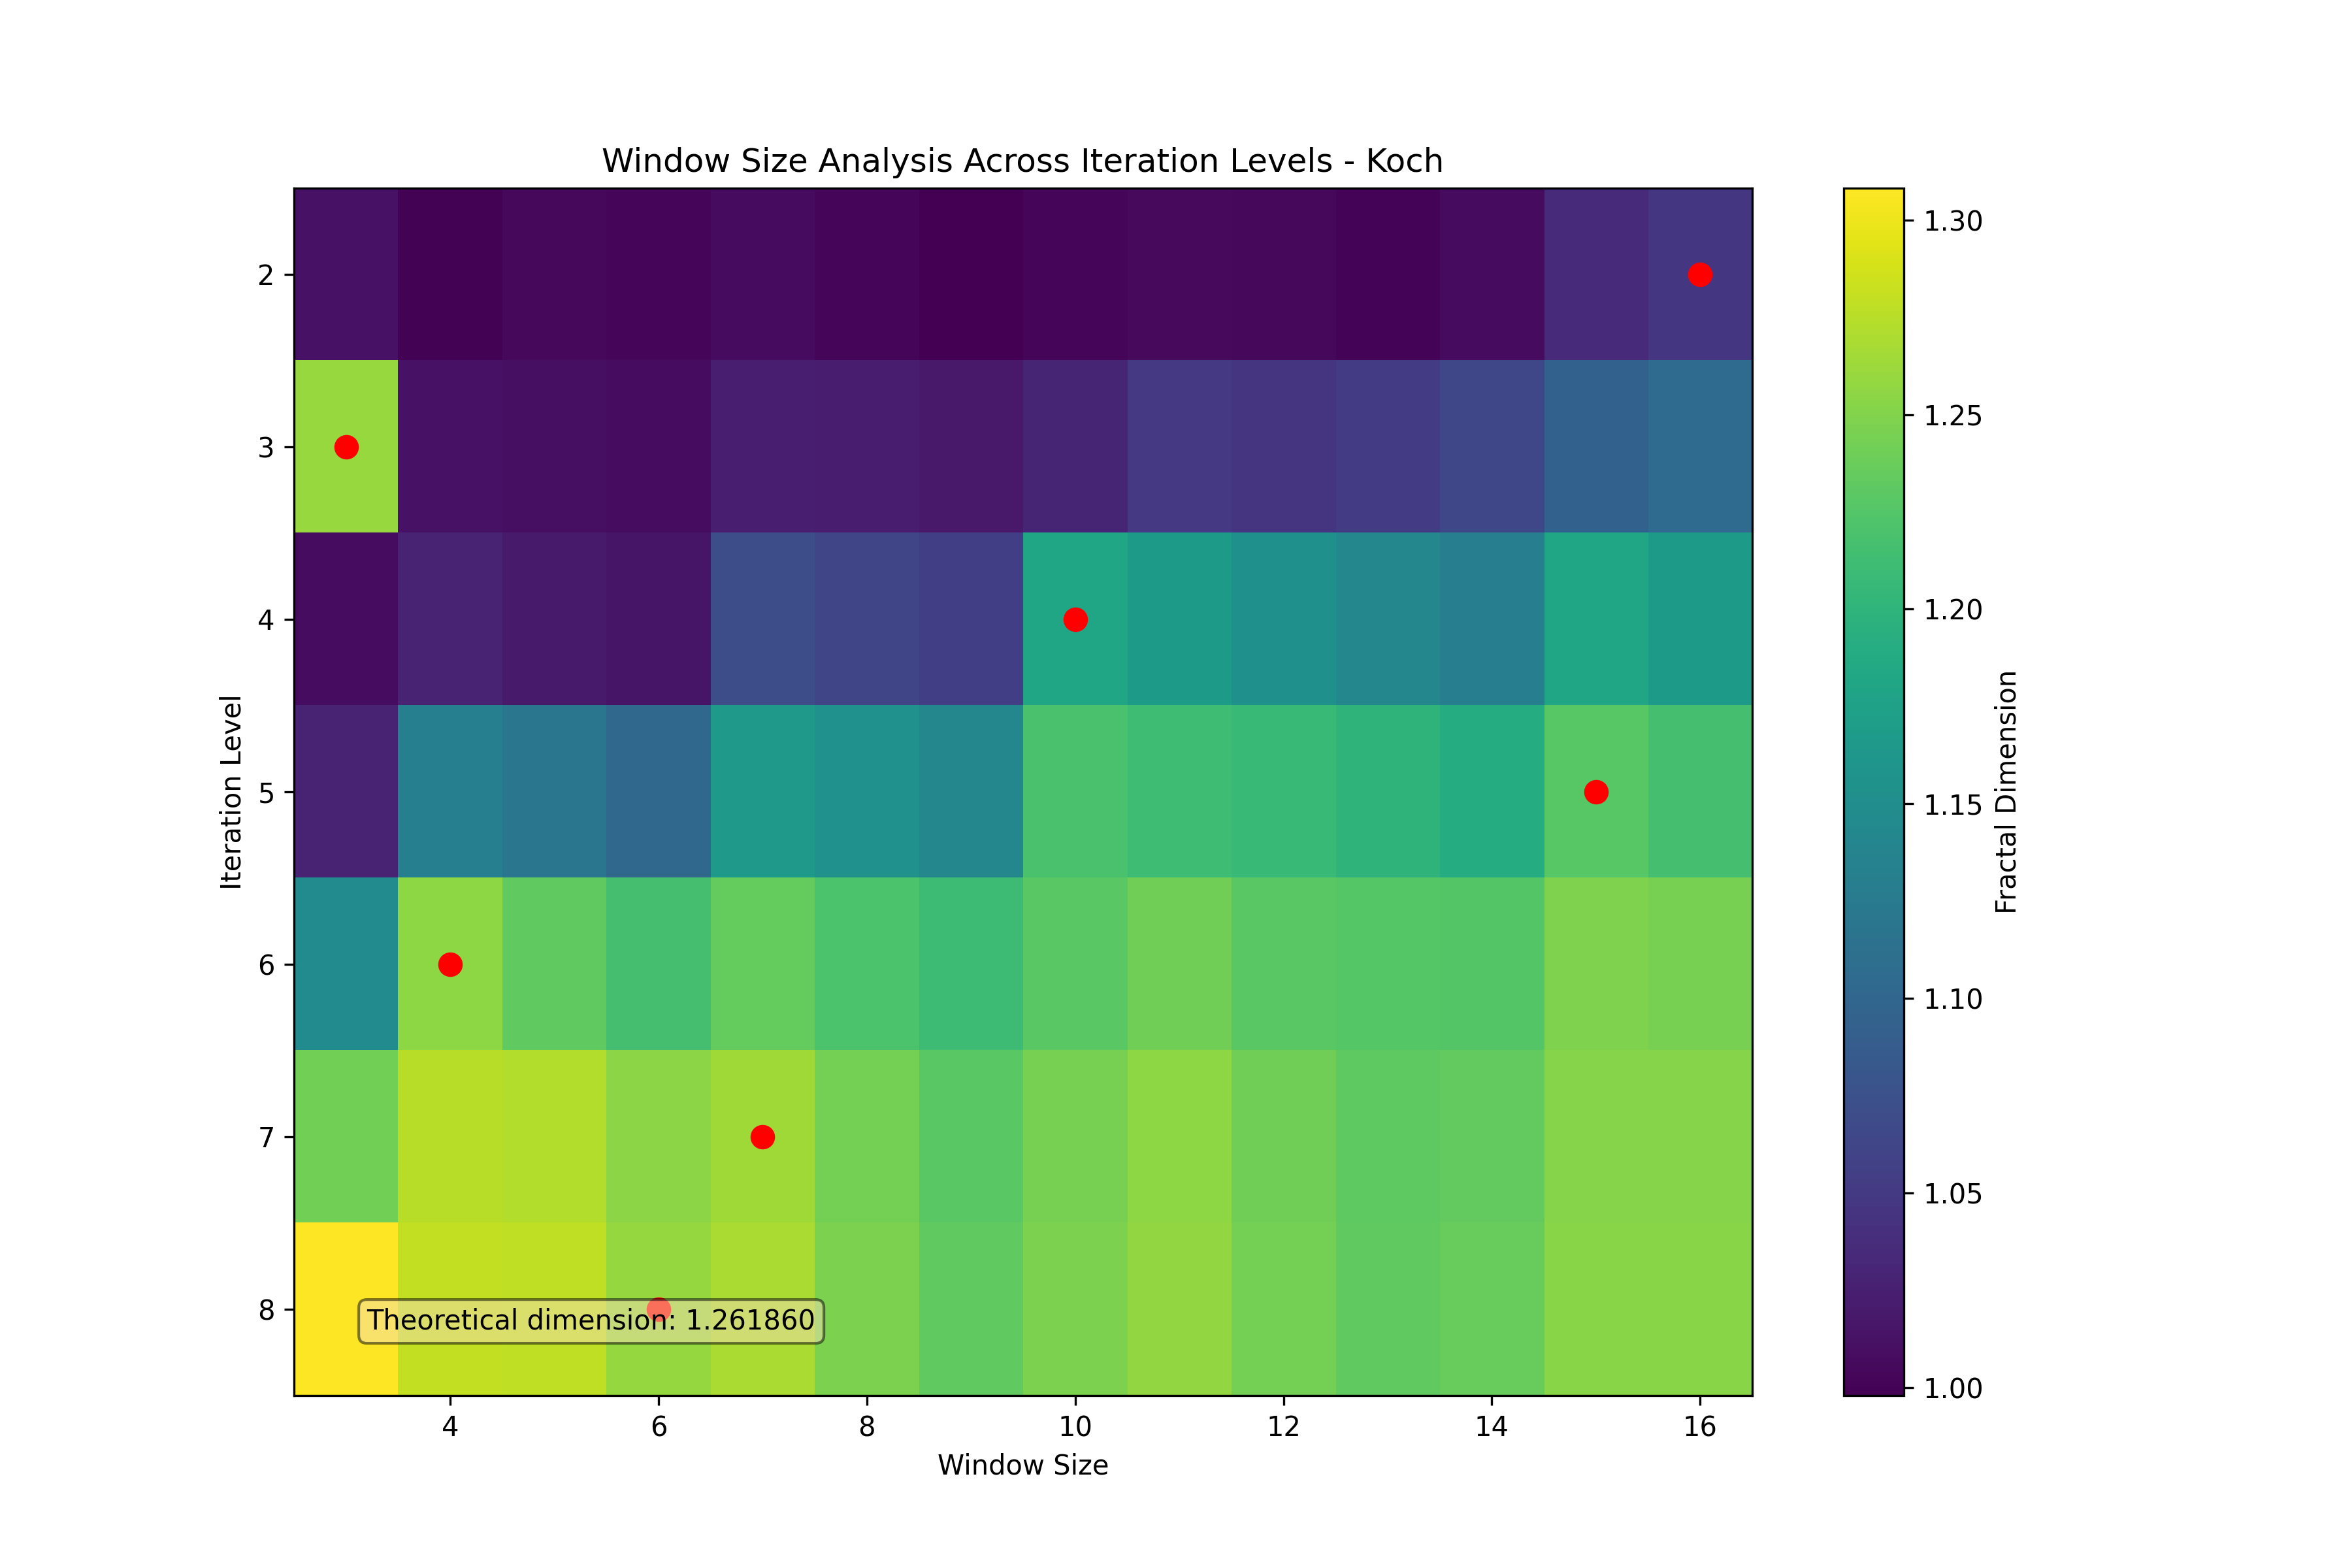 Window Size Analysis Across Iteration Levels - Koch
2
3
4
5
6
7
8
Iteration Level
Theoretical dimension: 1.261860
4 6 8 10 12 14 16
Window Size
1.30
1.25
1.20
1.15
1.10
1.05
1.00
Fractal Dimension